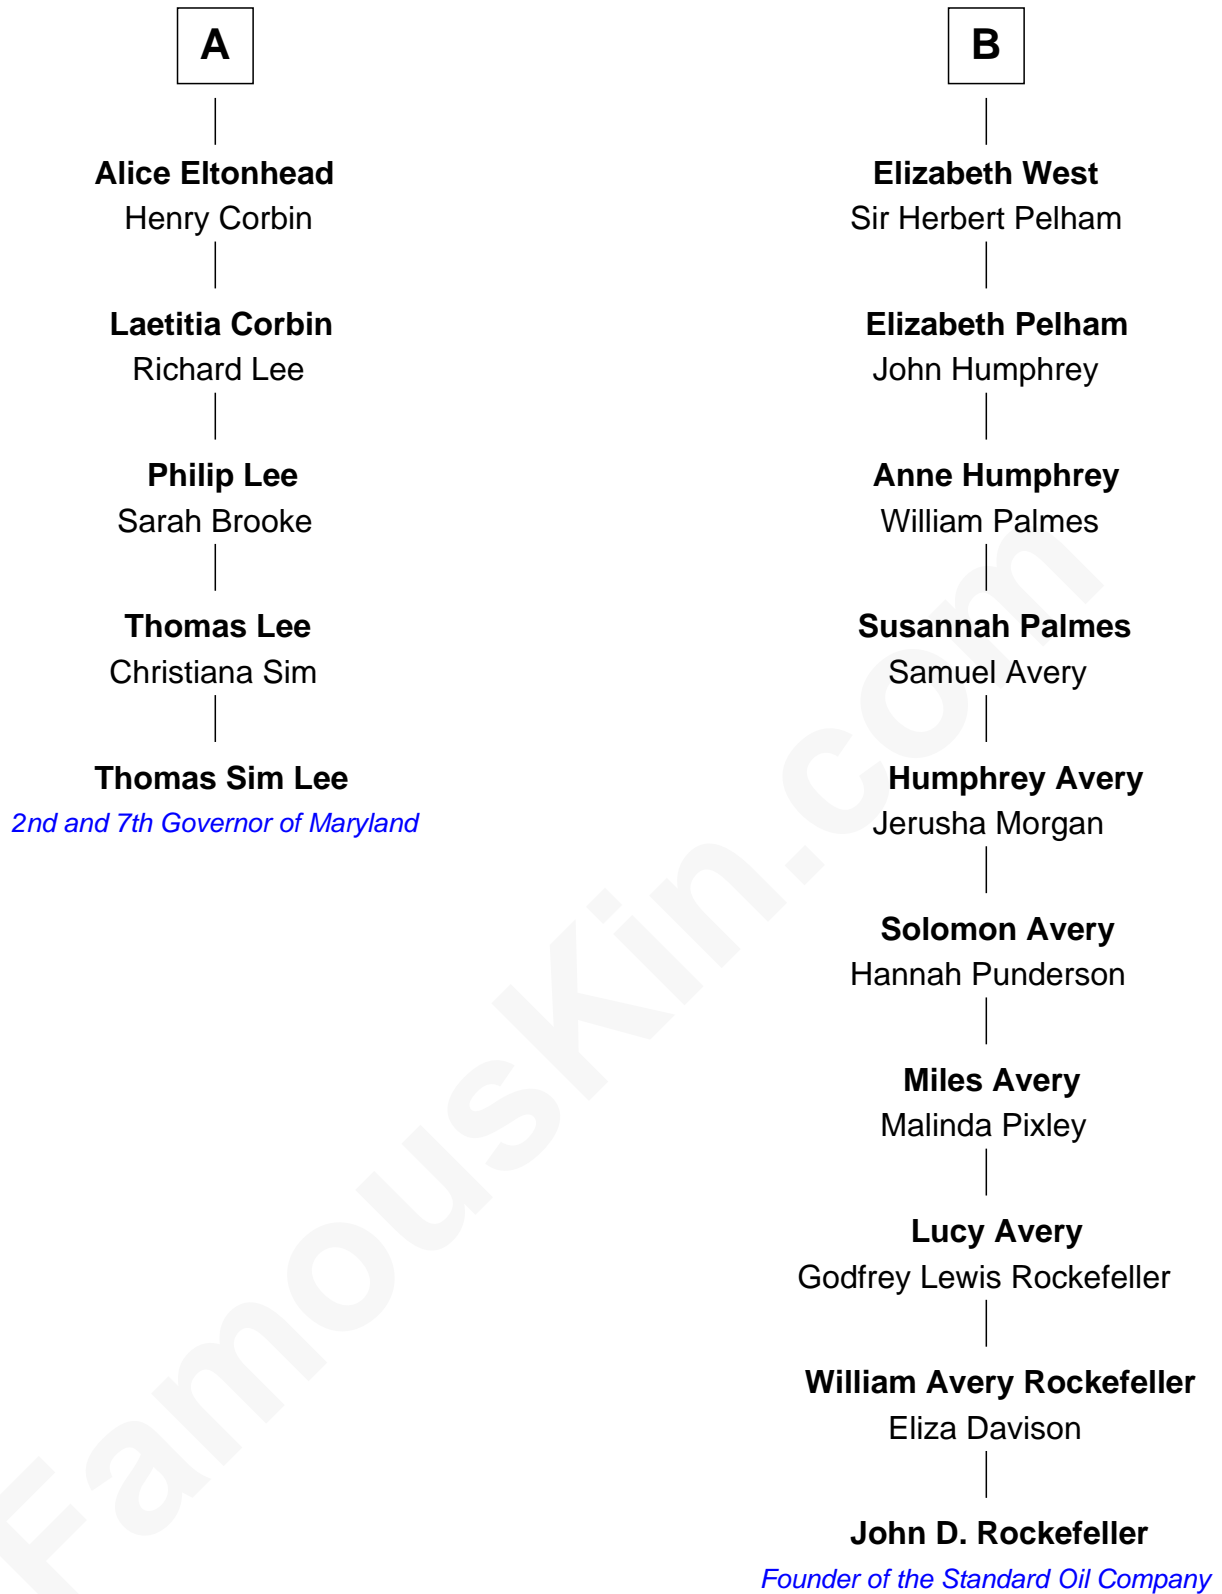 A
Alice Eltonhead
Henry Corbin
Laetitia Corbin
Richard Lee
Philip Lee
Sarah Brooke
Thomas Lee
Christiana Sim
Thomas Sim Lee
2nd and 7th Governor of Maryland
B
Elizabeth West
Sir Herbert Pelham
Elizabeth Pelham
John Humphrey
Anne Humphrey
William Palmes
Susannah Palmes
Samuel Avery
Humphrey Avery
Jerusha Morgan
Solomon Avery
Hannah Punderson
Miles Avery
Malinda Pixley
Lucy Avery
Godfrey Lewis Rockefeller
William Avery Rockefeller
Eliza Davison
John D. Rockefeller
Founder of the Standard Oil Company
FamousKin.com